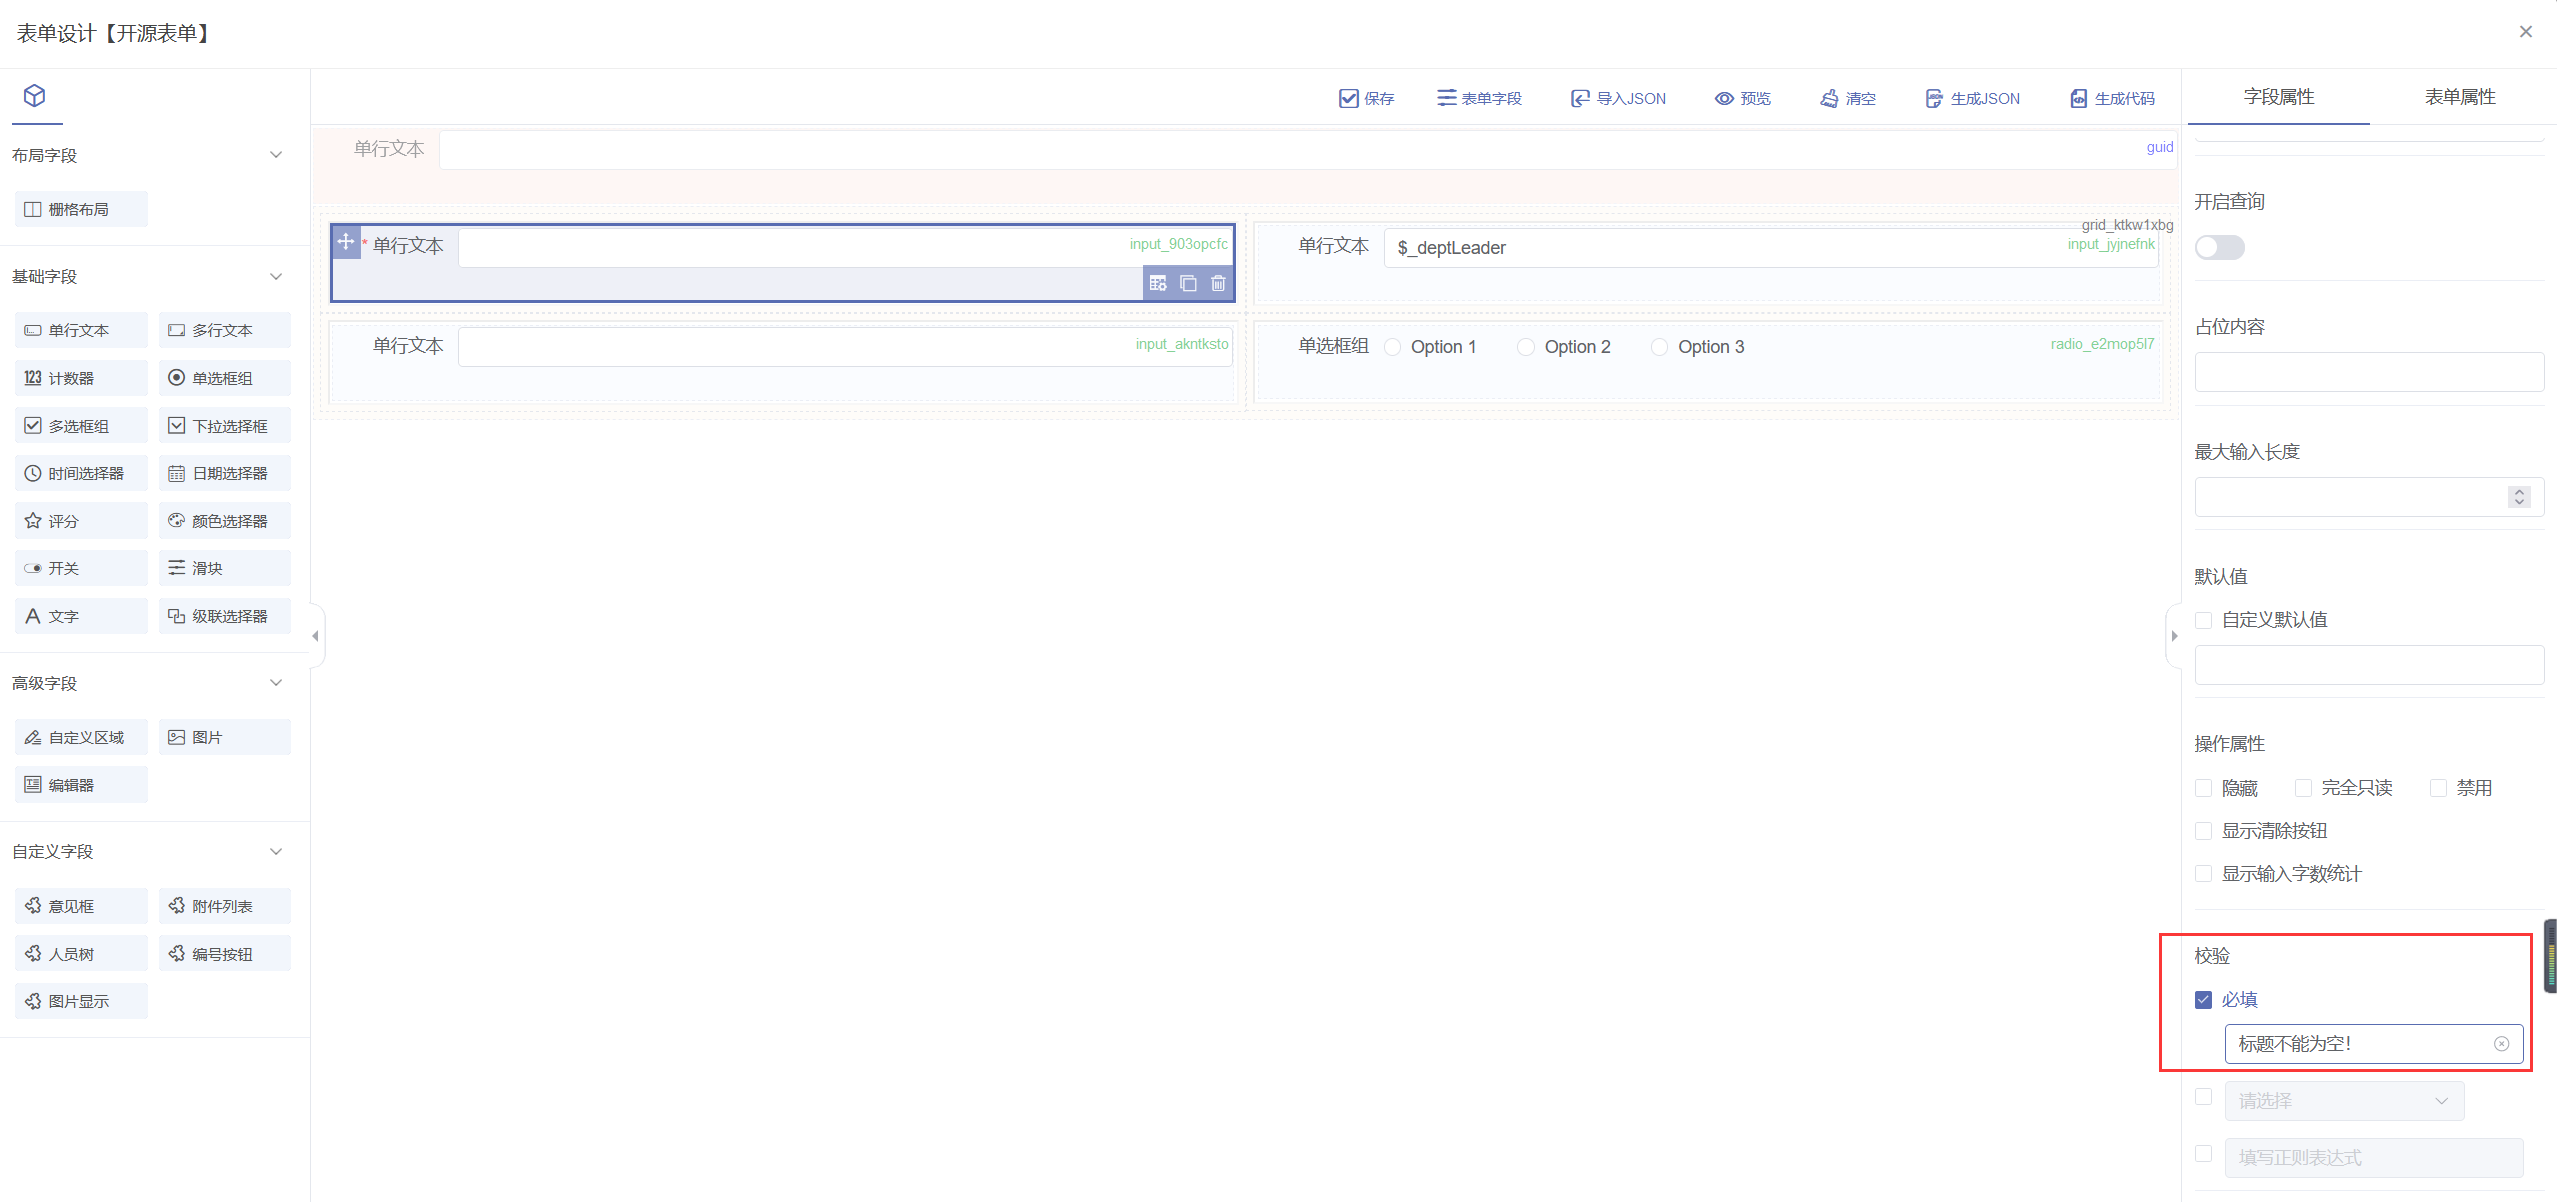 表单设计【开源表单】
保存
表单字段
导入JSON
预览
清空
生成JSON
生成代码
字段属性
表单属性
布局字段
栅格布局
基础字段
单行文本
多行文本
计数器
单选框组
多选框组
下拉选择框
时间选择器
日期选择器
评分
颜色选择器
开关
滑块
文字
级联选择器
高级字段
自定义区域
图片
编辑器
自定义字段
意见框
附件列表
人员树
编号按钮
图片显示
单行文本
guid
grid_ktkw1xbg
* 单行文本
input_903opcfc
单行文本
$_deptLeader
input_jyjnefnk
单行文本
input_akntksto
单选框组
Option 1
Option 2
Option 3
radio_e2mop5l7
开启查询
占位内容
最大输入长度
默认值
自定义默认值
操作属性
隐藏
完全只读
禁用
显示清除按钮
显示输入字数统计
校验
必填
标题不能为空！
请选择
填写正则表达式